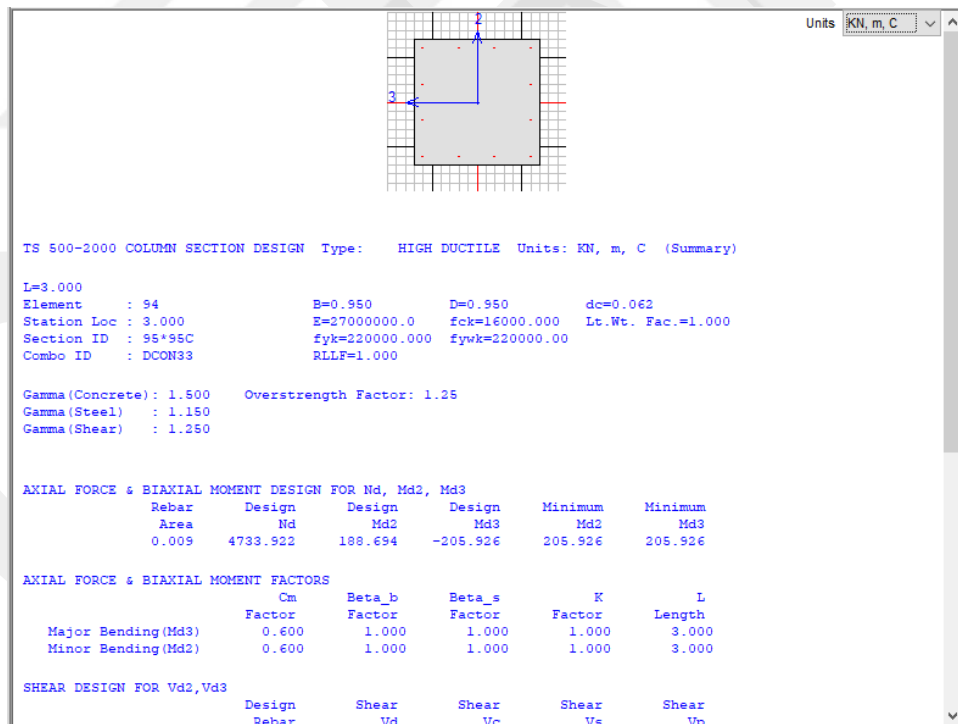 Units KN, m, C
2
3
TS 500-2000 COLUMN SECTION DESIGN Type: HIGH DUCTILE Units: KN, m, C (Summary)
L=3.000
Element : 94 B=0.950 D=0.950 dc=0.062
Station Loc : 3.000 E=27000000.0 fck=16000.000 Lt.Wt. Fac.=1.000
Section ID : 95*95C fyk=220000.000 fywk=220000.00
Combo ID : DCON33 RLLF=1.000
Gamma(Concrete): 1.500 Overstrength Factor: 1.25
Gamma(Steel) : 1.150
Gamma(Shear) : 1.250
AXIAL FORCE & BIAXIAL MOMENT DESIGN FOR Nd, Md2, Md3
Rebar Design Design Design Minimum Minimum
Area Nd Md2 Md3 Md2 Md3
0.009 4733.922 188.694 -205.926 205.926 205.926
AXIAL FORCE & BIAXIAL MOMENT FACTORS
Cm Beta_b Beta_s K L
Factor Factor Factor Factor Length
Major Bending(Md3) 0.600 1.000 1.000 1.000 3.000
Minor Bending(Md2) 0.600 1.000 1.000 1.000 3.000
SHEAR DESIGN FOR Vd2,Vd3
Design Shear Shear Shear Shear
Rebar Vd Vc Vs Vp